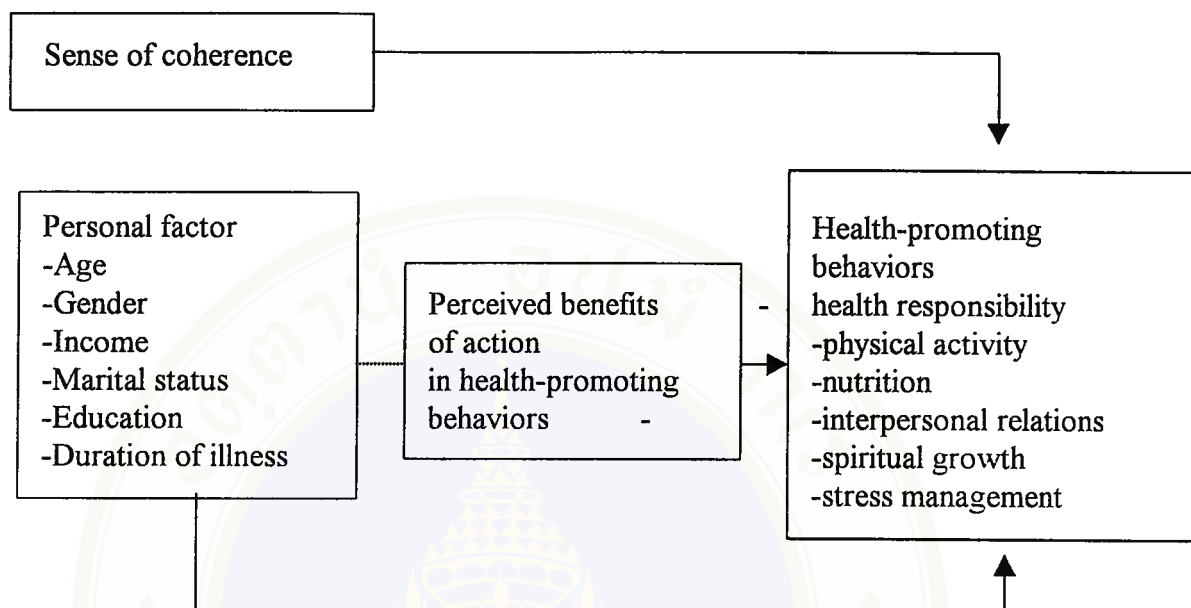 Sense of coherence
Personal factor
-Age
-Gender
-Income
-Marital status
-Education
-Duration of illness
Perceived benefits
of action
in health-promoting
behaviors -
-
Health-promoting
behaviors
health responsibility
-physical activity
-nutrition
-interpersonal relations
-spiritual growth
-stress management